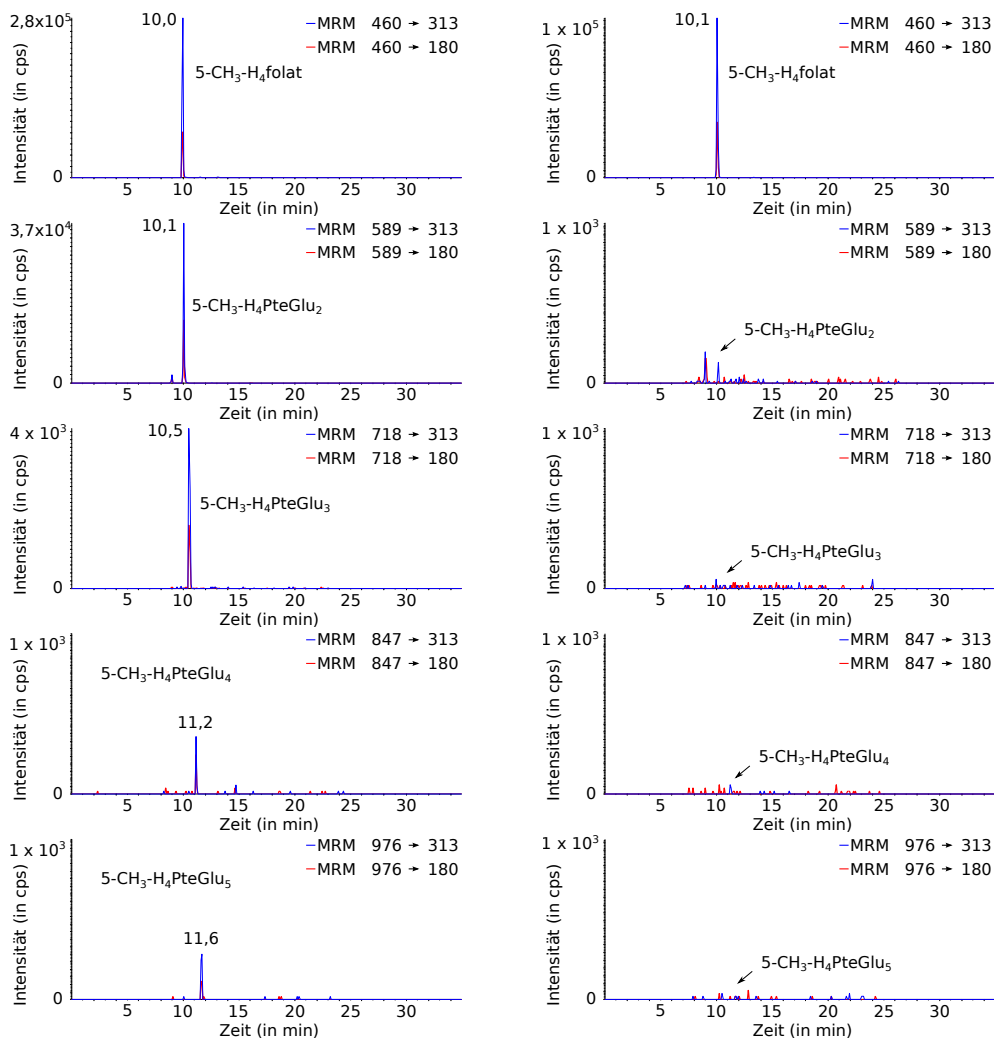 2,8x10⁵
10,0
MRM 460 → 313
MRM 460 → 180
5-CH₃-H₄folat
Intensität (in cps)
0
5 10 15 20 25 30
Zeit (in min)
1 x 10⁵
10,1
MRM 460 → 313
MRM 460 → 180
5-CH₃-H₄folat
Intensität (in cps)
0
5 10 15 20 25 30
Zeit (in min)
3,7x10⁴
10,1
MRM 589 → 313
MRM 589 → 180
5-CH₃-H₄PteGlu₂
Intensität (in cps)
0
5 10 15 20 25 30
Zeit (in min)
1 x 10³
MRM 589 → 313
MRM 589 → 180
5-CH₃-H₄PteGlu₂
Intensität (in cps)
0
5 10 15 20 25 30
Zeit (in min)
4 x 10³
10,5
MRM 718 → 313
MRM 718 → 180
5-CH₃-H₄PteGlu₃
Intensität (in cps)
0
5 10 15 20 25 30
Zeit (in min)
1 x 10³
MRM 718 → 313
MRM 718 → 180
5-CH₃-H₄PteGlu₃
Intensität (in cps)
0
5 10 15 20 25 30
Zeit (in min)
1 x 10³
MRM 847 → 313
MRM 847 → 180
5-CH₃-H₄PteGlu₄
11,2
Intensität (in cps)
0
5 10 15 20 25 30
Zeit (in min)
1 x 10³
MRM 847 → 313
MRM 847 → 180
5-CH₃-H₄PteGlu₄
Intensität (in cps)
0
5 10 15 20 25 30
Zeit (in min)
1 x 10³
MRM 976 → 313
MRM 976 → 180
5-CH₃-H₄PteGlu₅
11,6
Intensität (in cps)
0
5 10 15 20 25 30
Zeit (in min)
1 x 10³
MRM 976 → 313
MRM 976 → 180
5-CH₃-H₄PteGlu₅
Intensität (in cps)
0
5 10 15 20 25 30
Zeit (in min)